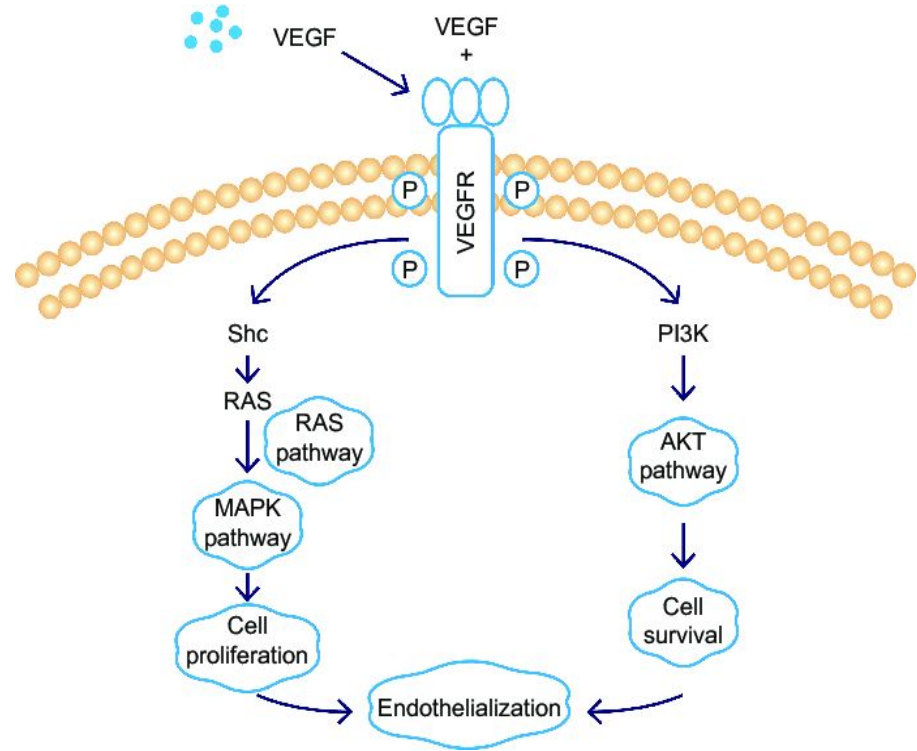 VEGF
VEGF
+
VEGFR
P
P
P
P
Shc
PI3K
RAS
RAS
pathway
AKT
pathway
MAPK
pathway
Cell
proliferation
Cell
survival
Endothelialization